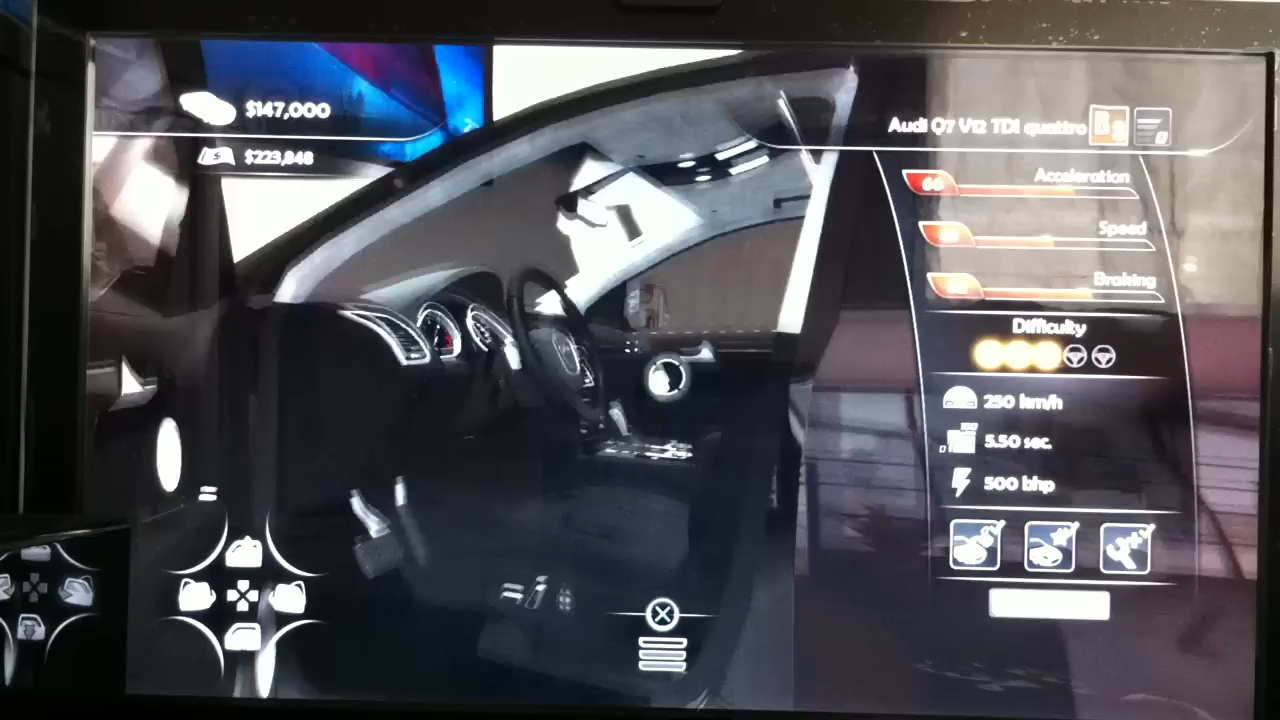 $147,000
$223,848
Audi Q7 V12 TDI quattro
Acceleration
66
Speed
Braking
Difficulty
250 km/h
5.50 sec.
500 bhp